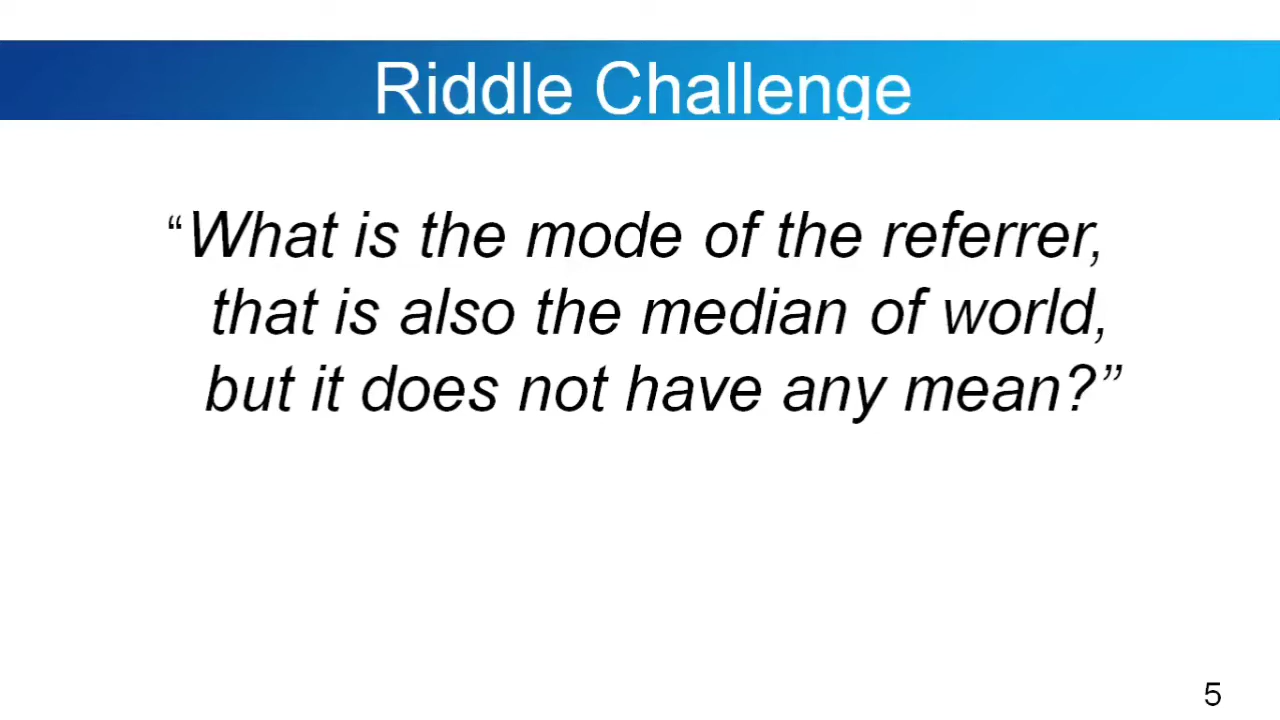 Riddle Challenge
“What is the mode of the referrer,
that is also the median of world,
but it does not have any mean?”
5